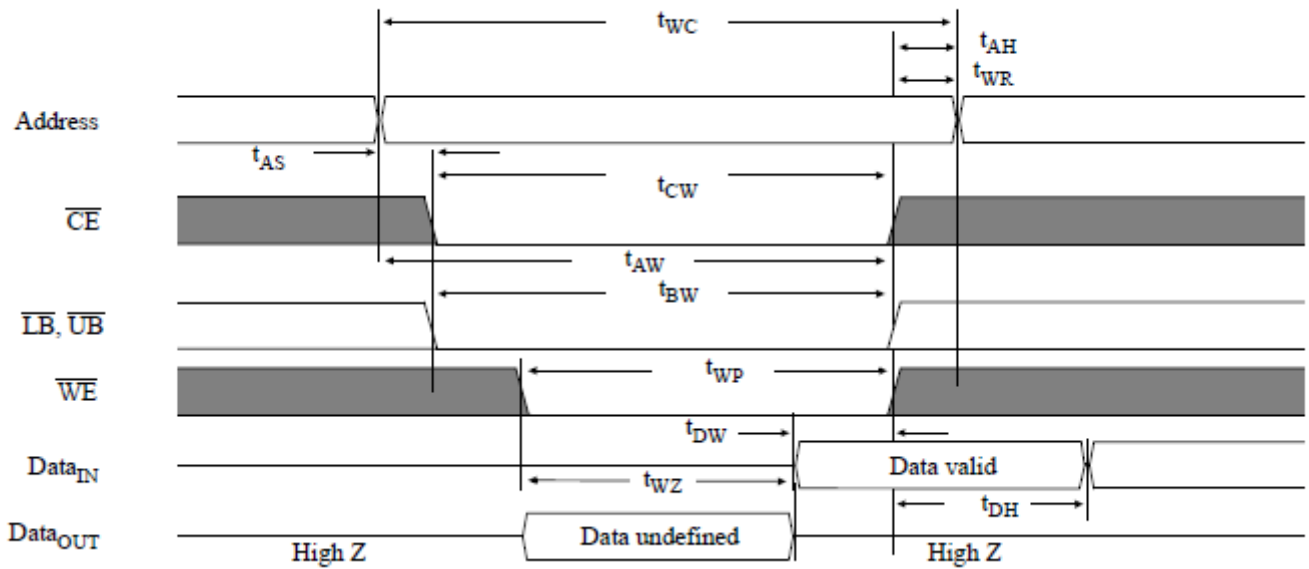 tWC
tAH
tWR
Address
tAS
tCW
CE
tAW
tBW
LB, UB
tWP
WE
tDW
DataIN
Data valid
tWZ
tDH
DataOUT
Data undefined
High Z
High Z